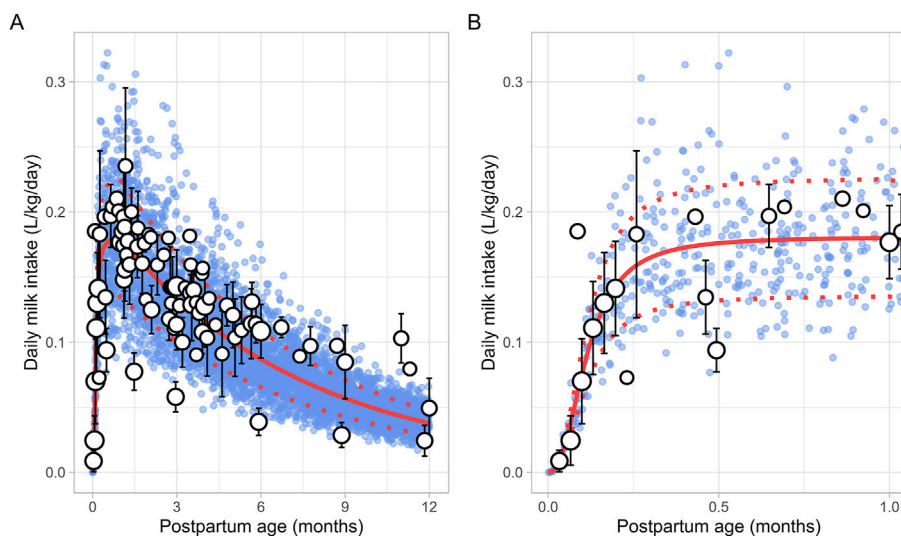 A
B
Daily milk intake (L/kg/day)
0.3
0.2
0.1
0.0
0
3
6
9
12
Postpartum age (months)
Daily milk intake (L/kg/day)
0.3
0.2
0.1
0.0
0.0
0.5
1.0
Postpartum age (months)